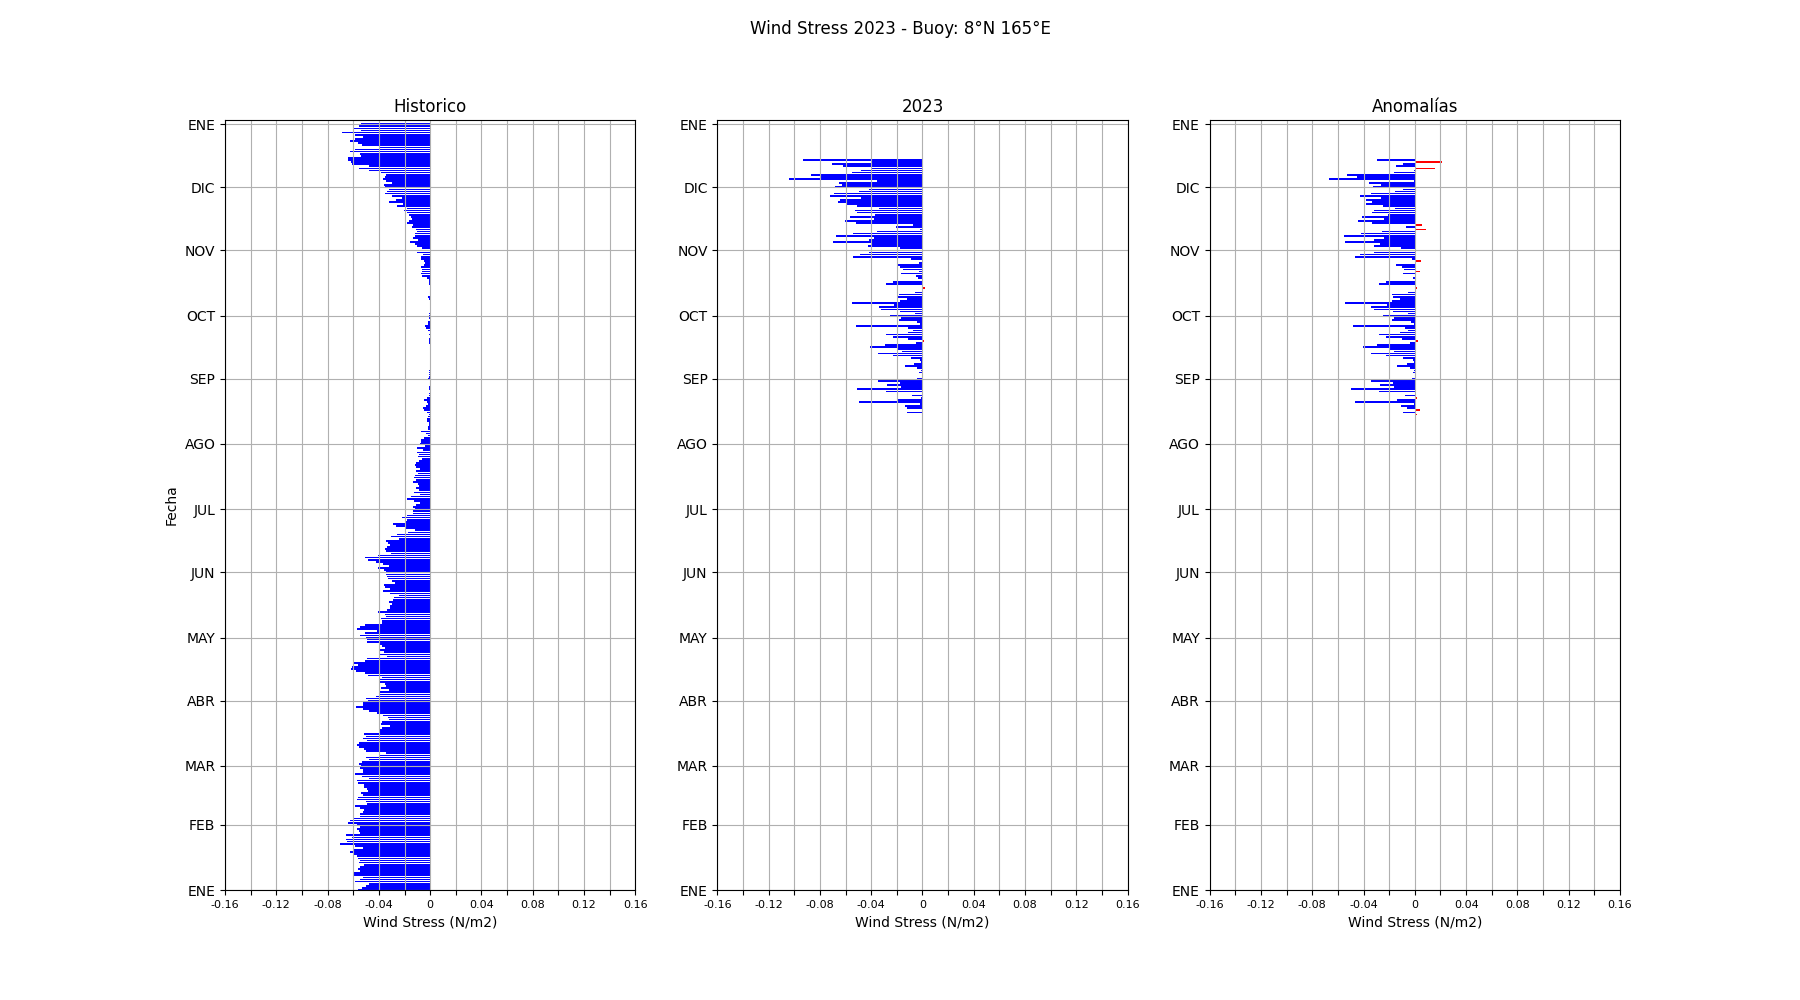 Wind Stress 2023 - Buoy: 8°N 165°E
Historico
ENE
DIC
NOV
OCT
SEP
AGO
JUL
JUN
MAY
ABR
MAR
FEB
ENE
Fecha
-0.16 -0.12 -0.08 -0.04 0 0.04 0.08 0.12 0.16
Wind Stress (N/m2)
2023
ENE
DIC
NOV
OCT
SEP
AGO
JUL
JUN
MAY
ABR
MAR
FEB
ENE
-0.16 -0.12 -0.08 -0.04 0 0.04 0.08 0.12 0.16
Wind Stress (N/m2)
Anomalías
ENE
DIC
NOV
OCT
SEP
AGO
JUL
JUN
MAY
ABR
MAR
FEB
ENE
-0.16 -0.12 -0.08 -0.04 0 0.04 0.08 0.12 0.16
Wind Stress (N/m2)